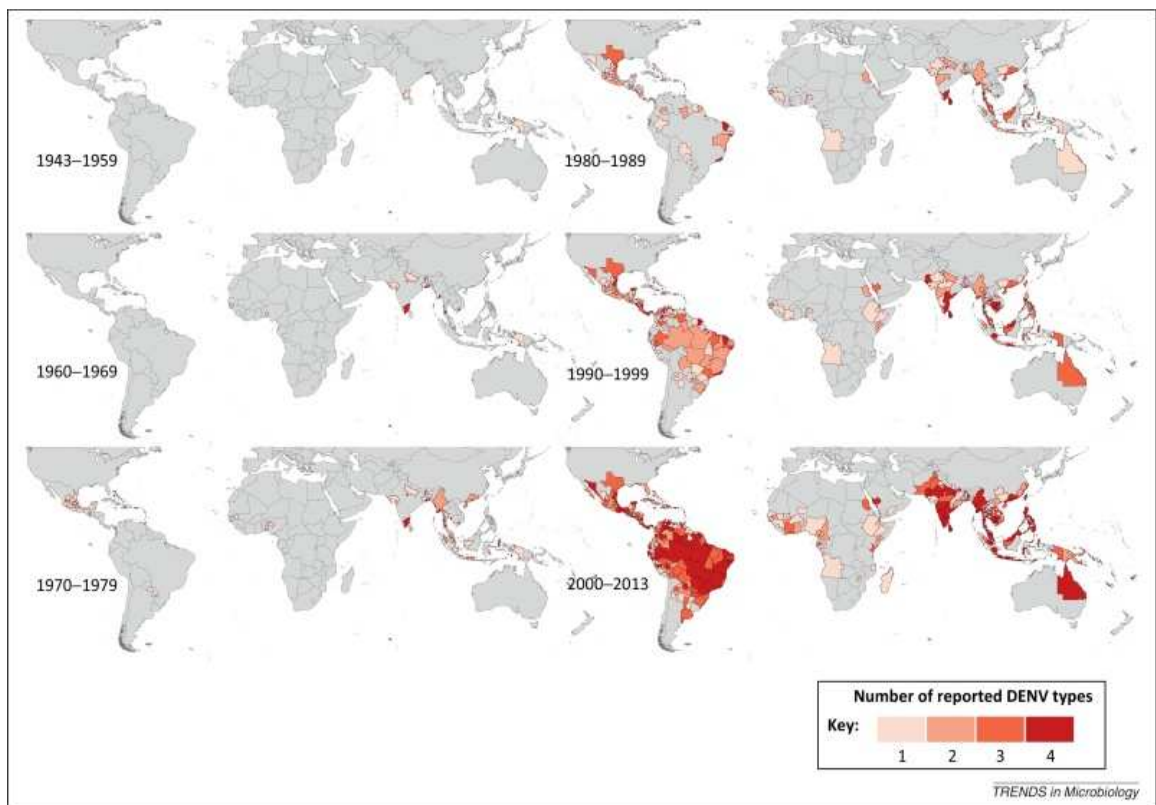 1943–1959
1980–1989
1960–1969
1990–1999
1970–1979
2000–2013
Number of reported DENV types
Key:
1 2 3 4
TRENDS in Microbiology